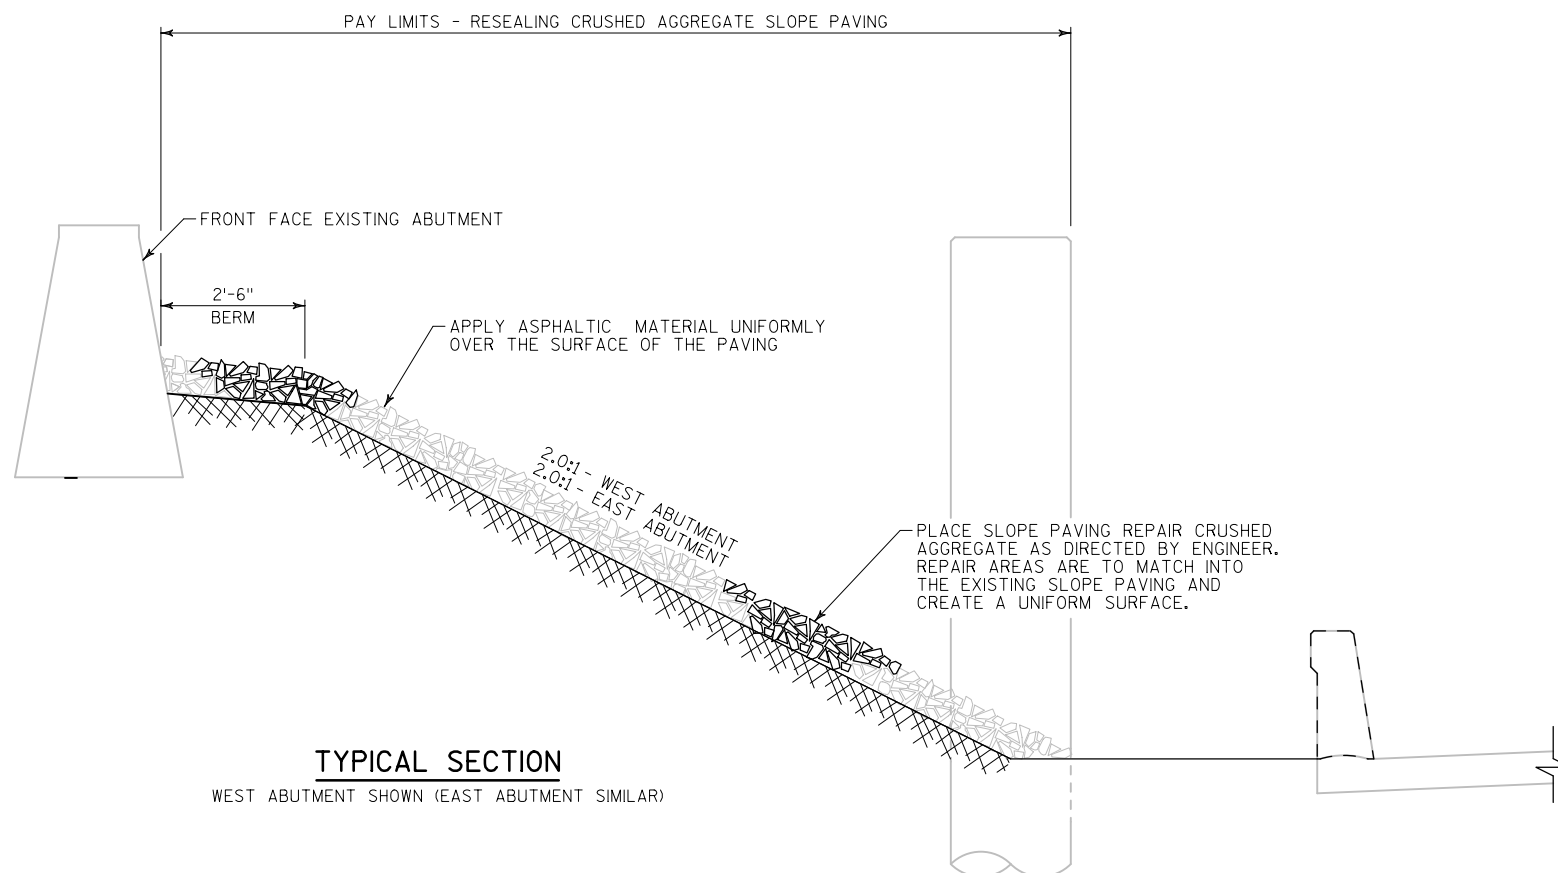 PAY LIMITS - RESEALING CRUSHED AGGREGATE SLOPE PAVING
FRONT FACE EXISTING ABUTMENT
2'-6"
BERM
APPLY ASPHALTIC MATERIAL UNIFORMLY
OVER THE SURFACE OF THE PAVING
2.0:1 - WEST ABUTMENT
2.0:1 - EAST ABUTMENT
PLACE SLOPE PAVING REPAIR CRUSHED
AGGREGATE AS DIRECTED BY ENGINEER.
REPAIR AREAS ARE TO MATCH INTO
THE EXISTING SLOPE PAVING AND
CREATE A UNIFORM SURFACE.
TYPICAL SECTION
WEST ABUTMENT SHOWN (EAST ABUTMENT SIMILAR)